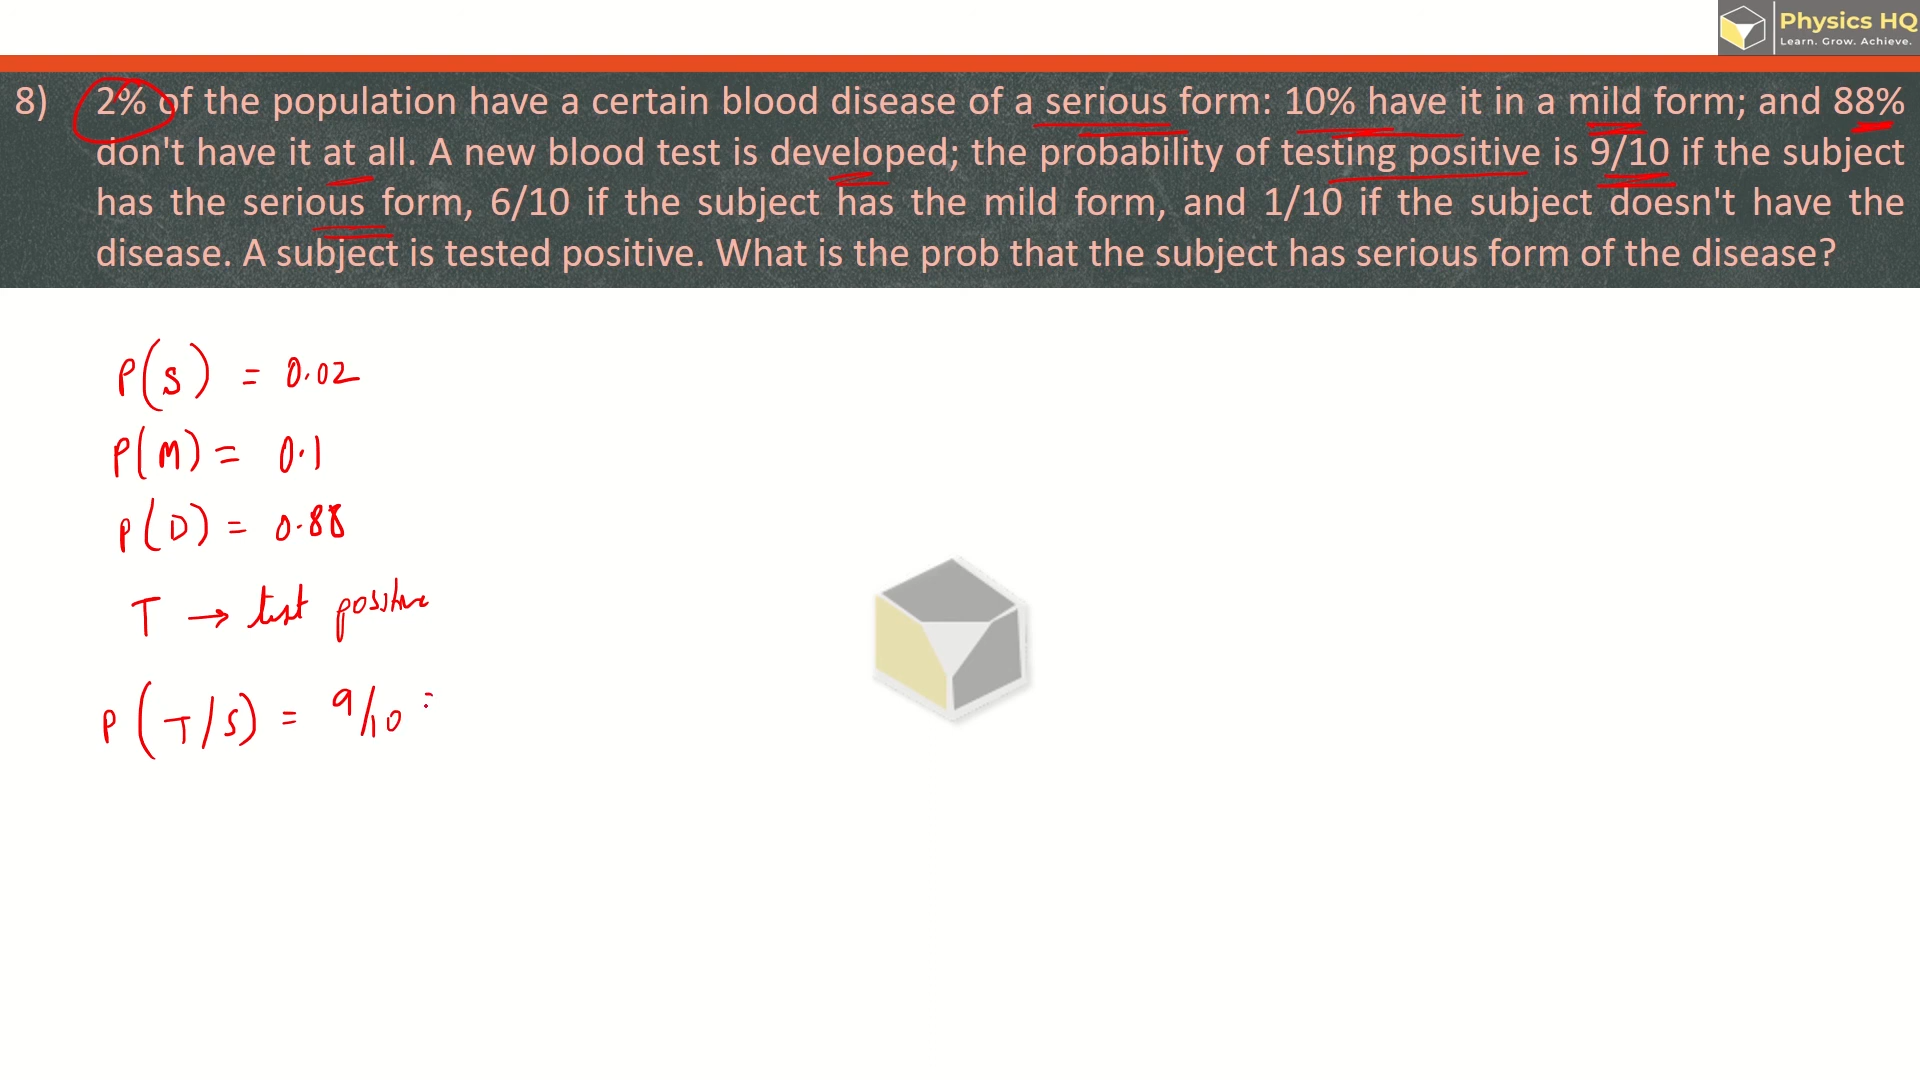 Physics HQ
Learn. Grow. Achieve.
8) 2% of the population have a certain blood disease of a serious form: 10% have it in a mild form; and 88%
don't have it at all. A new blood test is developed; the probability of testing positive is 9/10 if the subject
has the serious form, 6/10 if the subject has the mild form, and 1/10 if the subject doesn't have the
disease. A subject is tested positive. What is the prob that the subject has serious form of the disease?
P(S) = 0.02
P(M) = 0.1
P(D) = 0.88
T → test positive
P(T/S) = 9/10 =